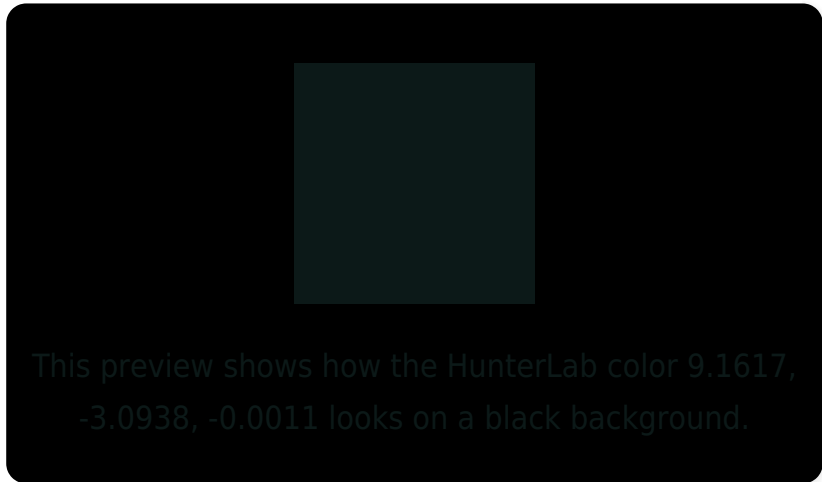 This preview shows how the HunterLab color 9.1617,
-3.0938, -0.0011 looks on a black background.